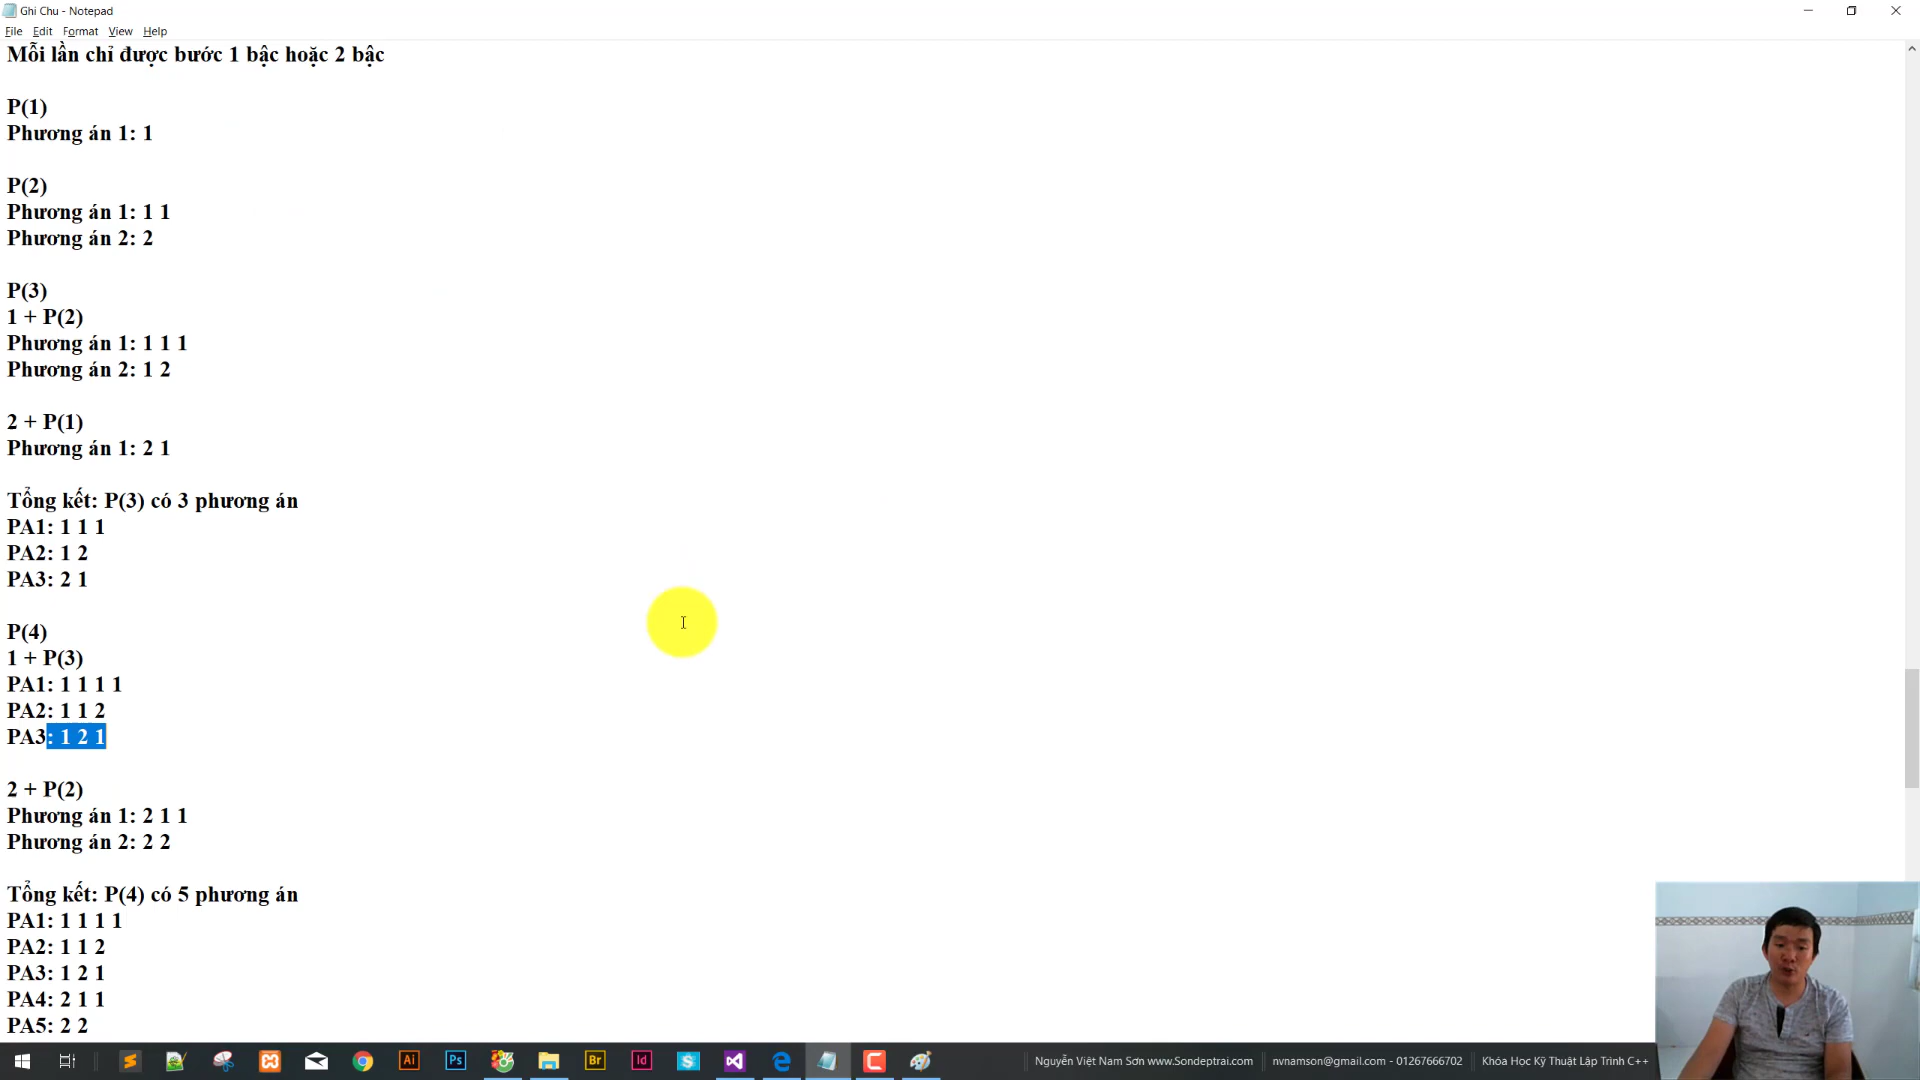 Ghi Chu - Notepad
File Edit Format View Help
Mỗi lần chỉ được bước 1 bậc hoặc 2 bậc
P(1)
Phương án 1: 1
P(2)
Phương án 1: 1 1
Phương án 2: 2
P(3)
1 + P(2)
Phương án 1: 1 1 1
Phương án 2: 1 2
2 + P(1)
Phương án 1: 2 1
Tổng kết: P(3) có 3 phương án
PA1: 1 1 1
PA2: 1 2
PA3: 2 1
P(4)
1 + P(3)
PA1: 1 1 1 1
PA2: 1 1 2
PA3: 1 2 1
2 + P(2)
Phương án 1: 2 1 1
Phương án 2: 2 2
Tổng kết: P(4) có 5 phương án
PA1: 1 1 1 1
PA2: 1 1 2
PA3: 1 2 1
PA4: 2 1 1
PA5: 2 2
Ai Ps Br Id
Nguyễn Việt Nam Sơn www.Sondeptrai.com nvnamson@gmail.com - 01267666702 Khóa Học Kỹ Thuật Lập Trình C++